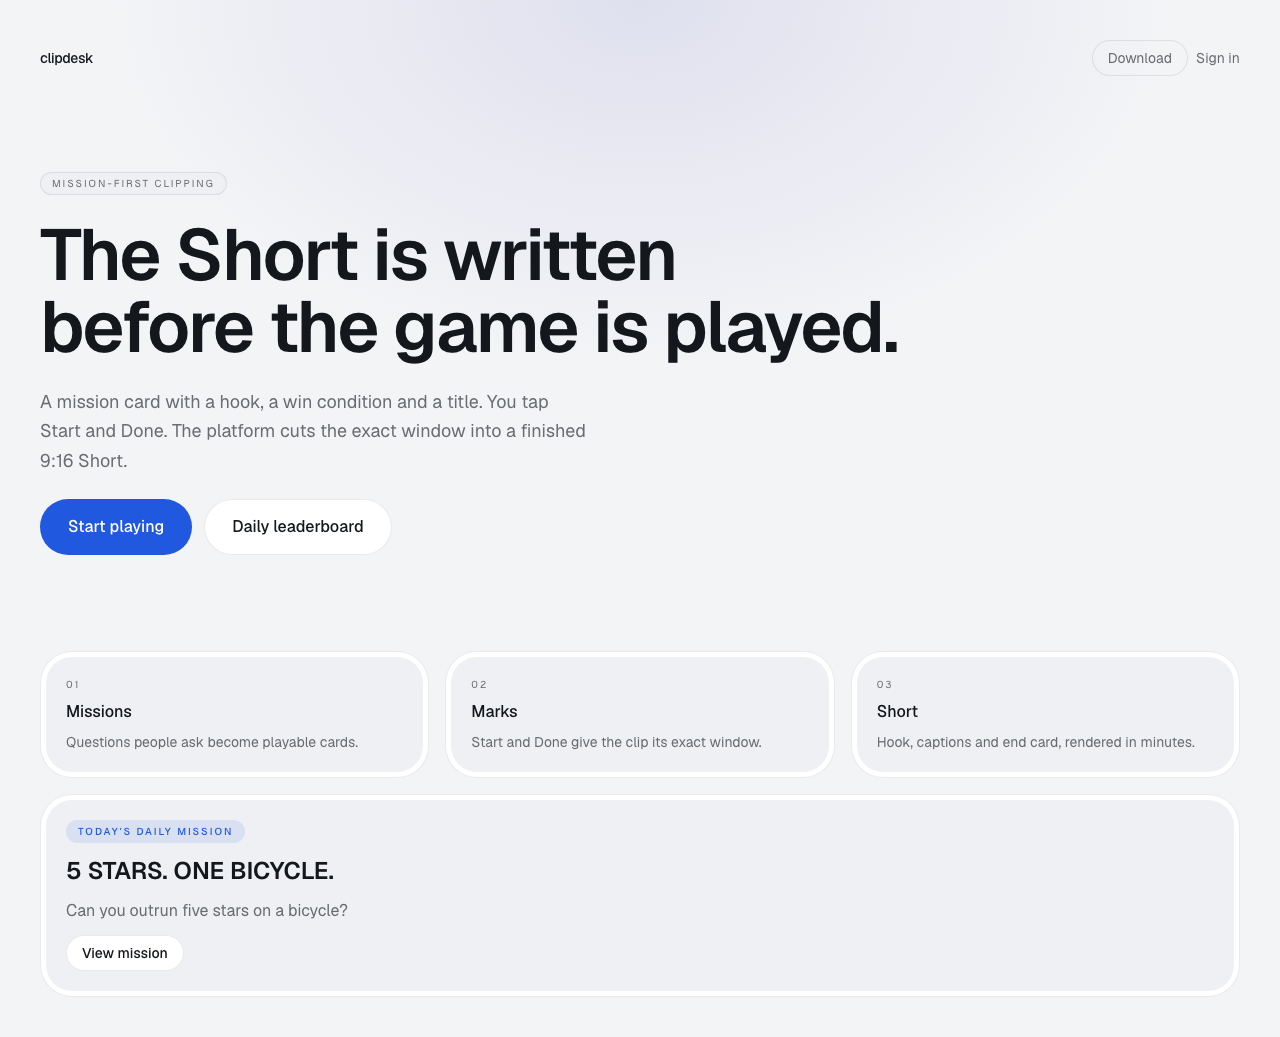 clipdesk
Download
Sign in
MISSION-FIRST CLIPPING
The Short is written
before the game is played.
A mission card with a hook, a win condition and a title. You tap
Start and Done. The platform cuts the exact window into a finished
9:16 Short.
Start playing
Daily leaderboard
01
Missions
Questions people ask become playable cards.
02
Marks
Start and Done give the clip its exact window.
03
Short
Hook, captions and end card, rendered in minutes.
TODAY'S DAILY MISSION
5 STARS. ONE BICYCLE.
Can you outrun five stars on a bicycle?
View mission